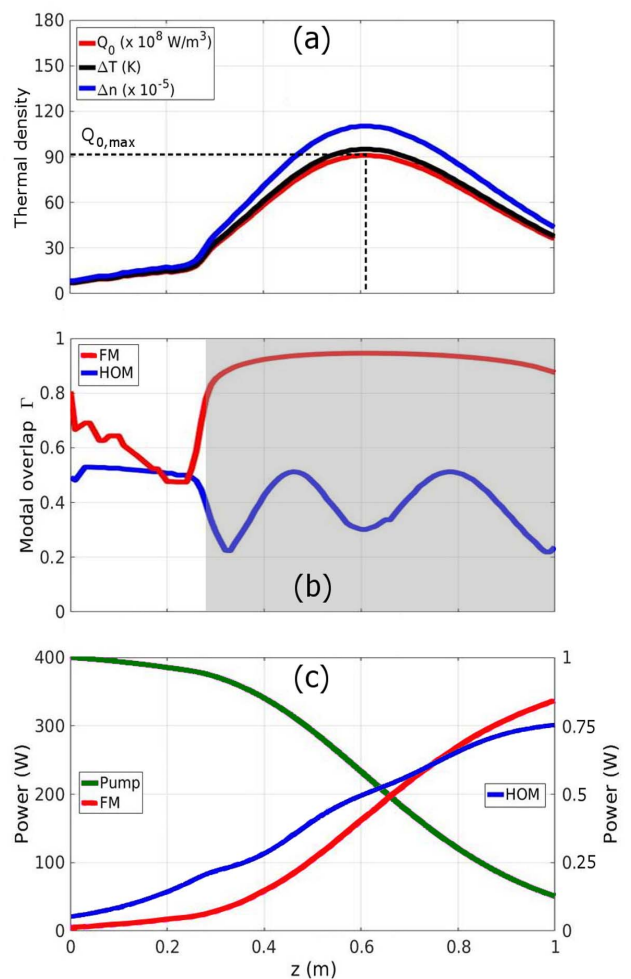 180
150
120
90
60
30
0
Thermal density
(a)
Q0 (x 10^8 W/m^3)
ΔT (K)
Δn (x 10^-5)
Q0,max
1
0.8
0.6
0.4
0.2
0
Modal overlap Γ
FM
HOM
(b)
400
300
200
100
0
Power (W)
(c)
Pump
FM
HOM
1
0.75
0.5
0.25
0
Power (W)
0
0.2
0.4
0.6
0.8
1
z (m)